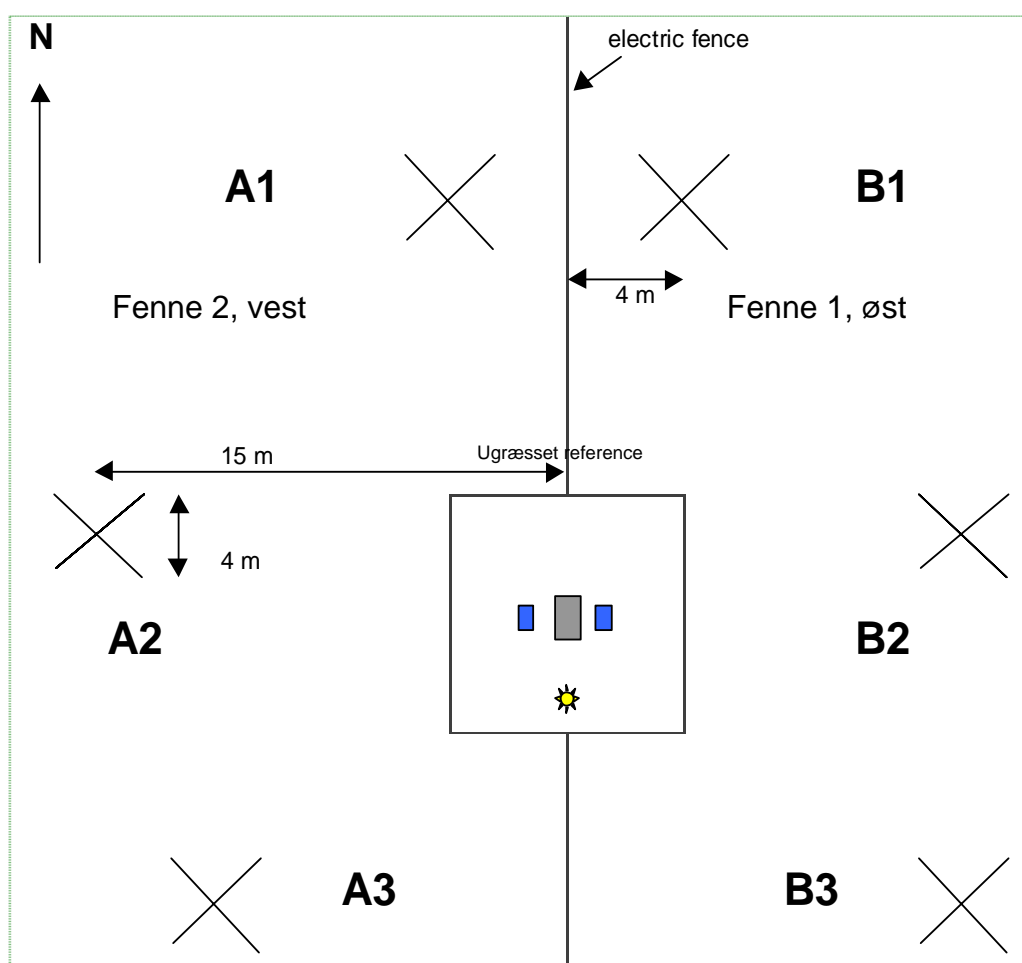 N
electric fence
A1
B1
4 m
Fenne 2, vest
Fenne 1, øst
15 m
Ugræsset reference
4 m
A2
B2
A3
B3